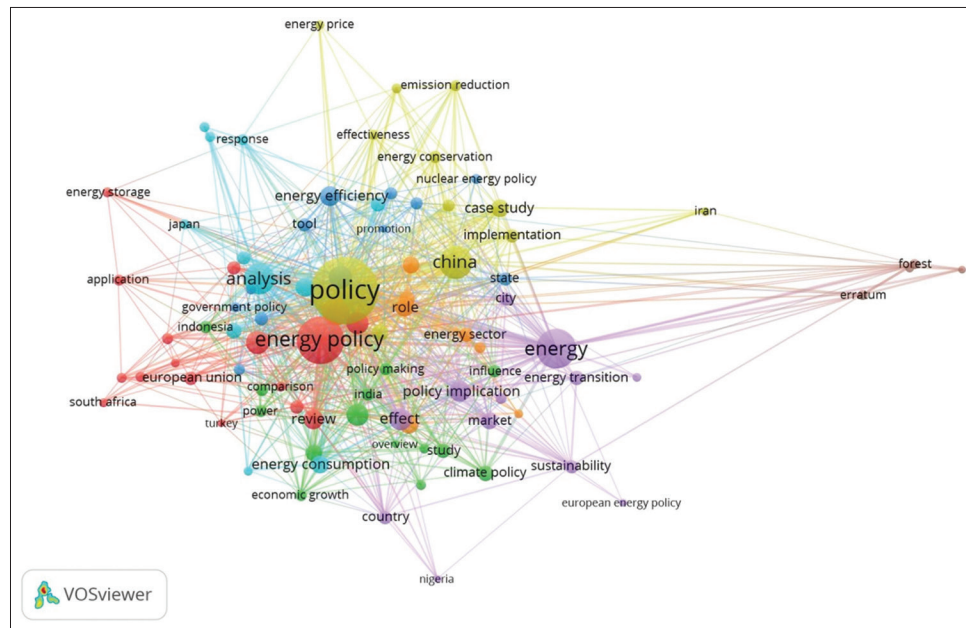 energy price
emission reduction
effectiveness
response
energy conservation
nuclear energy policy
energy storage
energy efficiency
case study
iran
japan
tool
promotion
implementation
china
forest
application
analysis
policy
state
erratum
city
government policy
role
indonesia
energy policy
energy sector
energy
policy making
influence
european union
energy transition
comparison
india
policy implication
south africa
power
turkey
review
effect
market
overview
study
energy consumption
climate policy
sustainability
economic growth
european energy policy
country
nigeria
VOSviewer